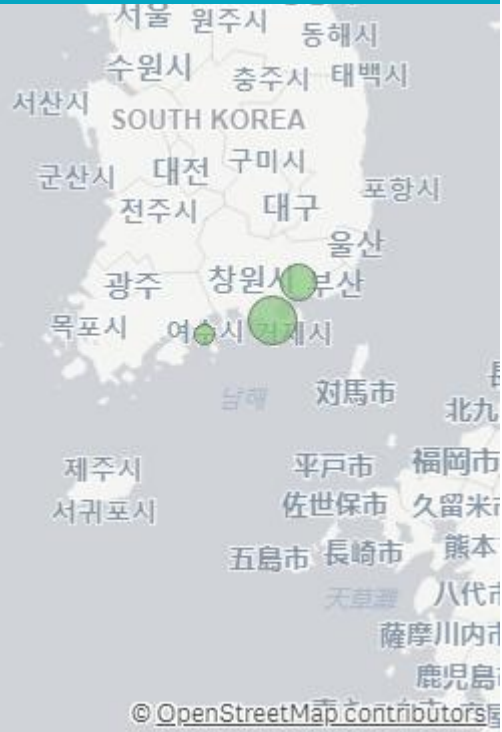 서울 원주시
동해시
수원시 충주시 태백시
서산시
SOUTH KOREA
군산시 대전 구미시
포항시
전주시 대구
울산
광주 창원시 부산
목포시 여수시 거제시
남해 対馬市
北九
제주시 平戸市 福岡市
서귀포시 佐世保市 久留米市
五島市 長崎市 熊本
天草灘 八代市
薩摩川内市
鹿児島
© OpenStreetMap contributors